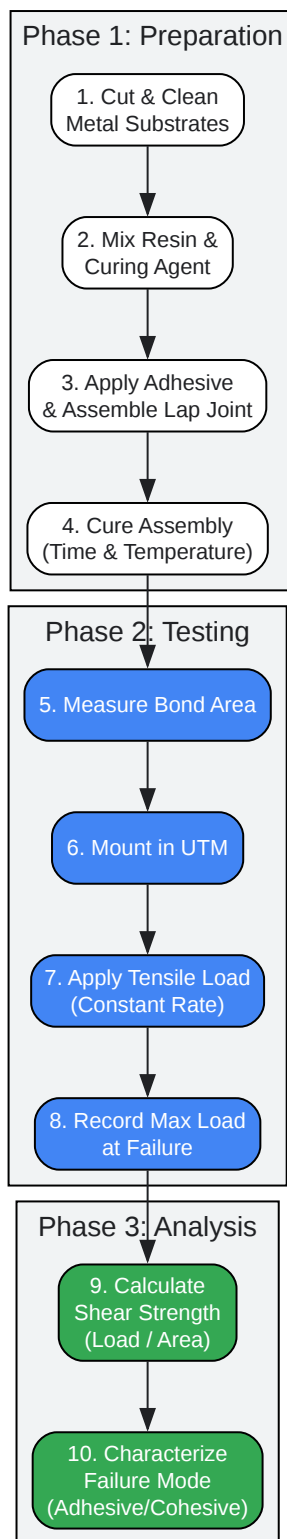 Phase 1: Preparation
1. Cut & Clean
Metal Substrates
2. Mix Resin &
Curing Agent
3. Apply Adhesive
& Assemble Lap Joint
4. Cure Assembly
(Time & Temperature)
Phase 2: Testing
5. Measure Bond Area
6. Mount in UTM
7. Apply Tensile Load
(Constant Rate)
8. Record Max Load
at Failure
Phase 3: Analysis
9. Calculate
Shear Strength
(Load / Area)
10. Characterize
Failure Mode
(Adhesive/Cohesive)